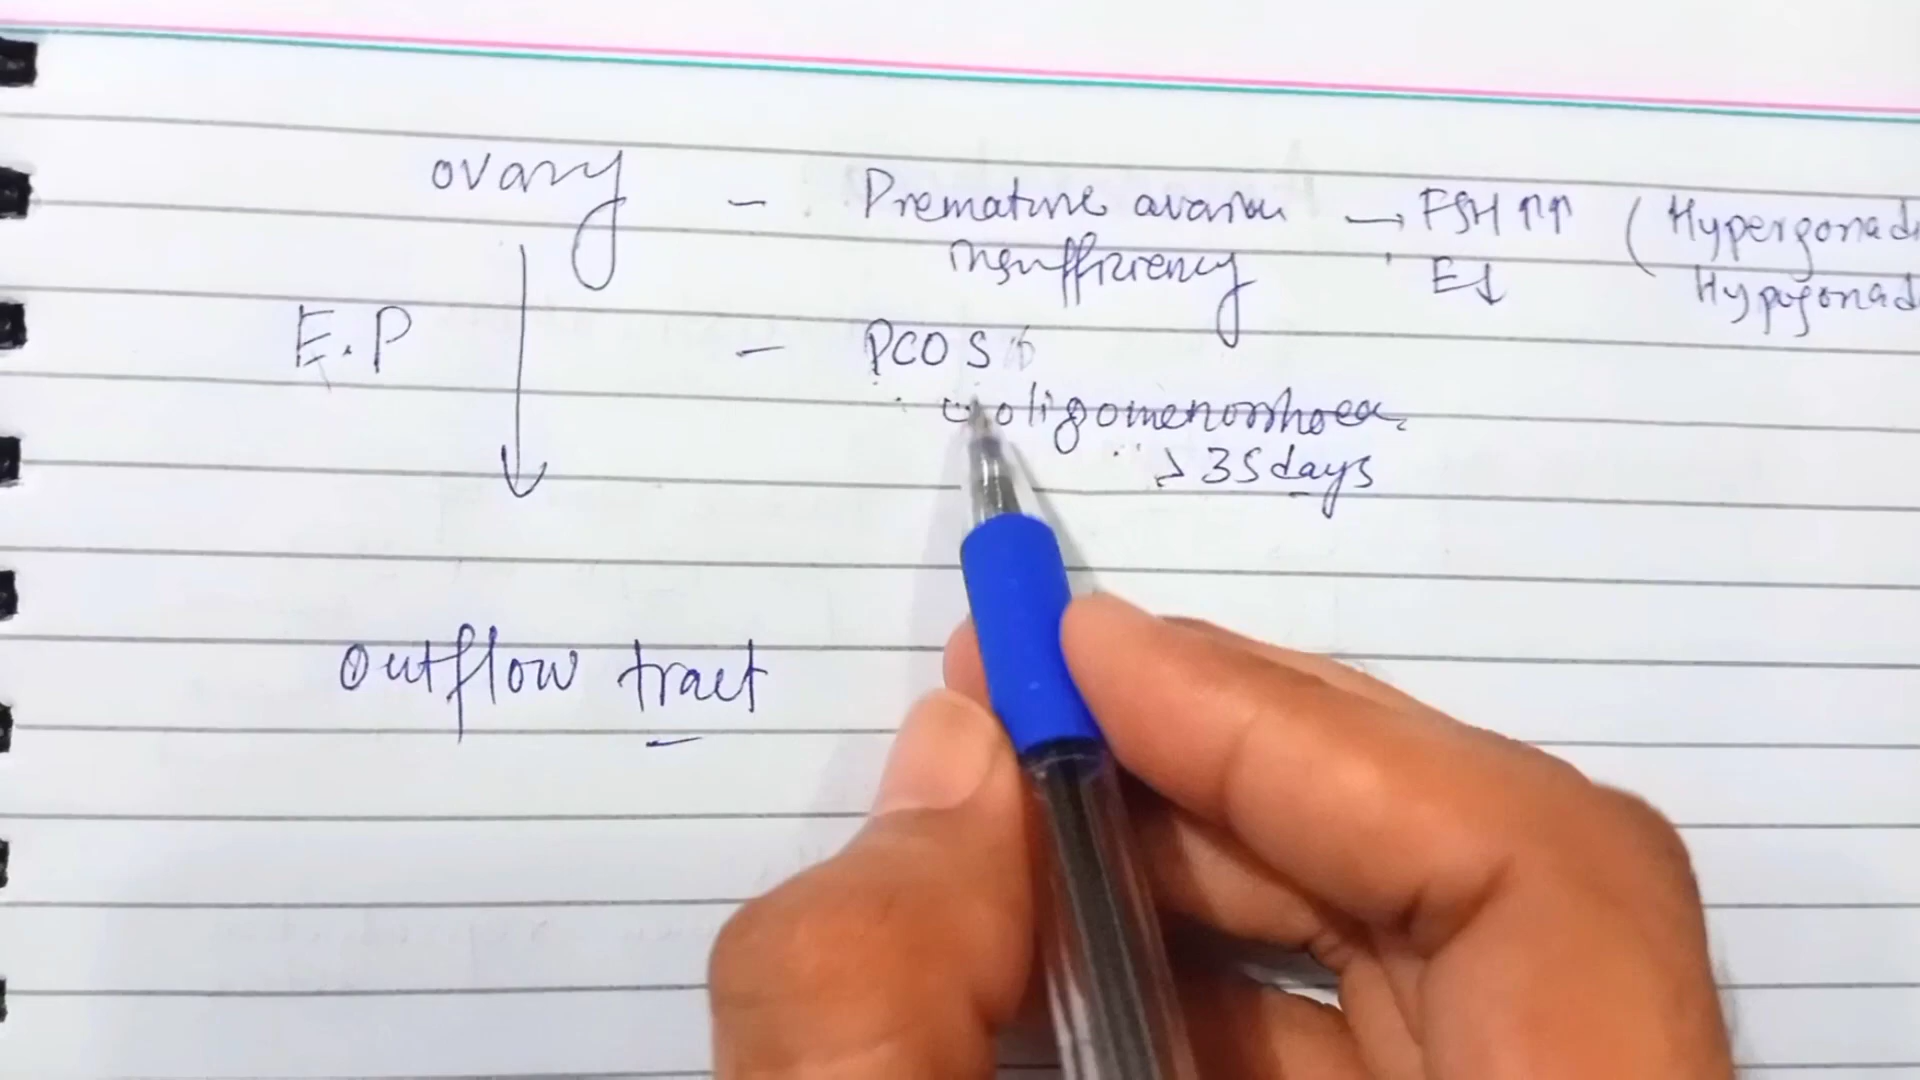 ovary - Premature ovarian → FSH ↑↑ (Hypergonad
insufficiency E↓ Hypogonad
E.P - PCOS
oligomenorrhoea
> 35 days
outflow tract